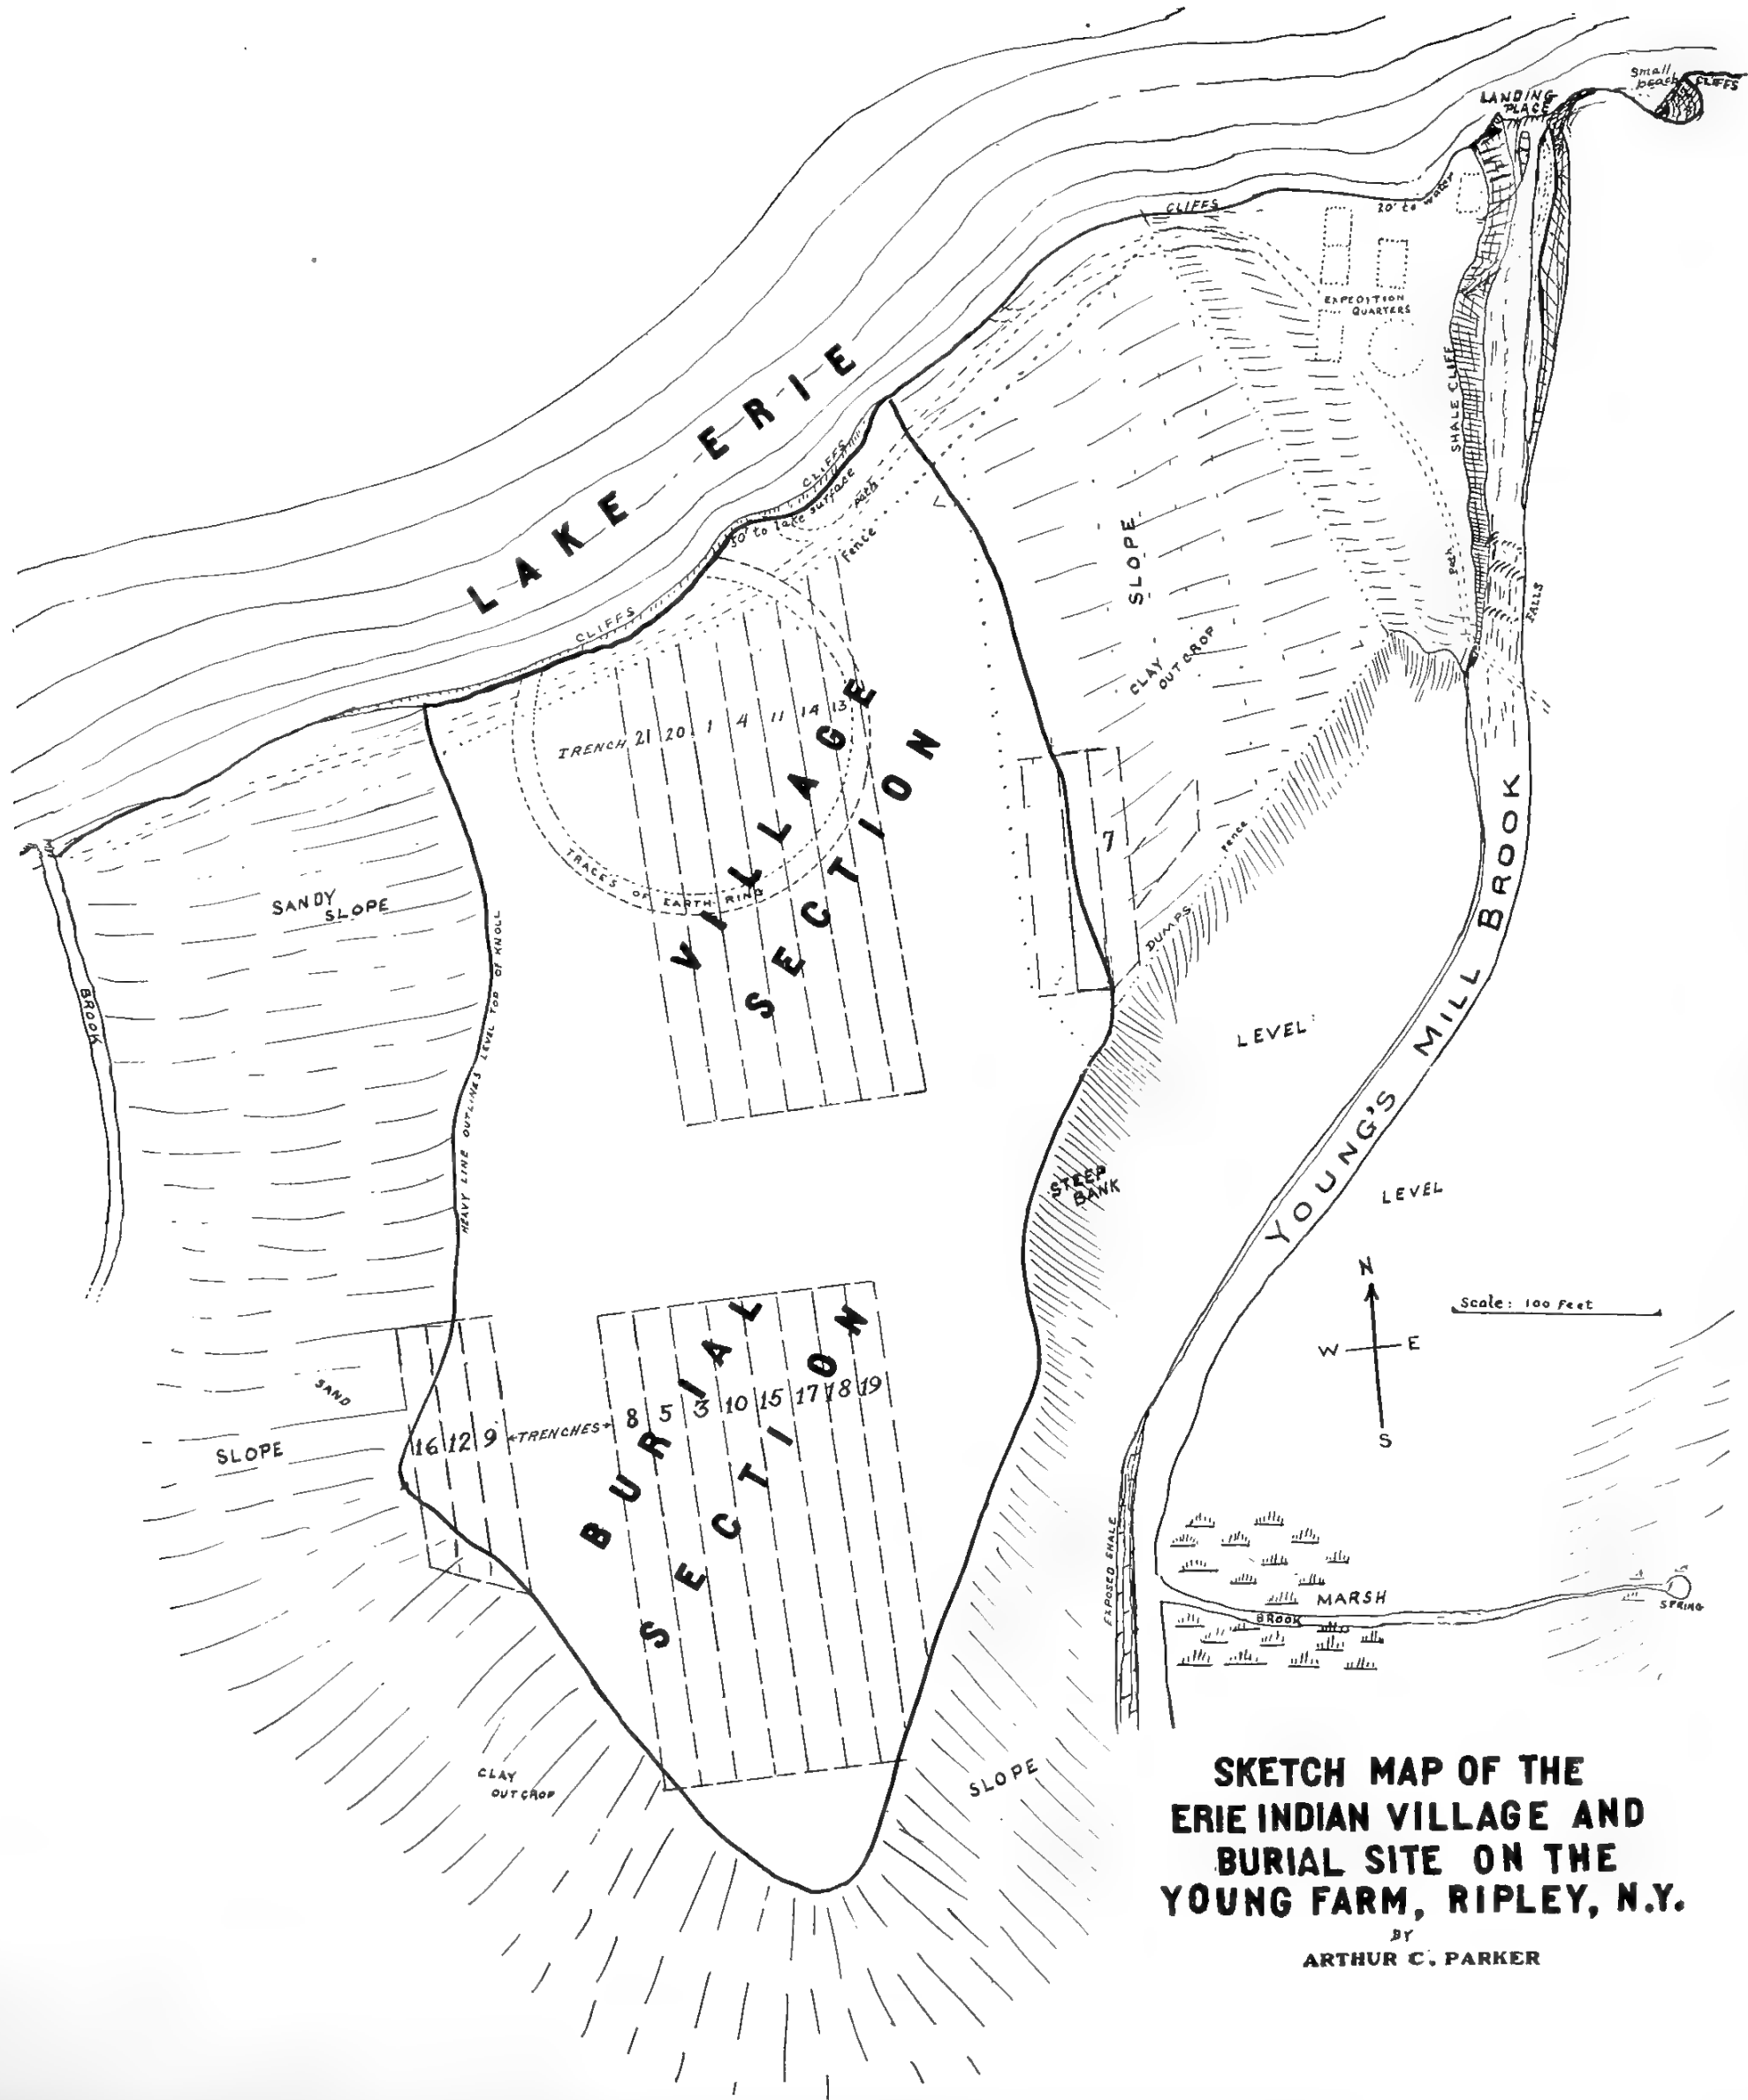 small
beach
CLIFFS
LANDING
PLACE
20' to water
CLIFFS
EXPEDITION
QUARTERS
SHALE CLIFF
LAKE ERIE
CLIFFS
30' to lake surface
path
Fence
SLOPE
path
FALLS
CLIFFS
CLAY
OUTCROP
TRENCH 21 20 1 4 11 14 13
VILLAGE
SECTION
TRACES OF EARTH RING
7
Fence
DUMPS
SANDY
SLOPE
BROOK
HEAVY LINE OUTLINES LEVEL TOP OF KNOLL
LEVEL
YOUNG'S MILL BROOK
STEEP
BANK
LEVEL
N
W E
S
Scale: 100 Feet
SAND
SLOPE
16 12 9 TRENCHES 8 5 3 10 15 17 18 19
BURIAL
SECTION
EXPOSED SHALE
MARSH
BROOK
SPRING
CLAY
OUTCROP
SLOPE
SKETCH MAP OF THE
ERIE INDIAN VILLAGE AND
BURIAL SITE ON THE
YOUNG FARM, RIPLEY, N.Y.
BY
ARTHUR C. PARKER